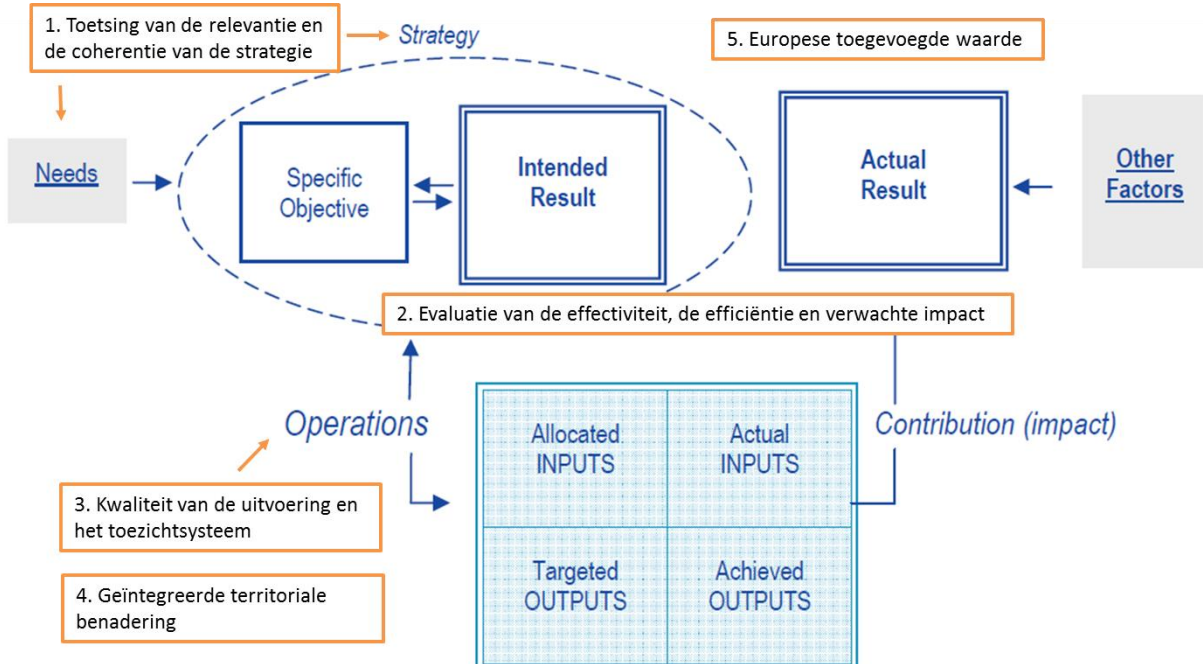 1. Toetsing van de relevantie en
de coherentie van de strategie
Strategy
5. Europese toegevoegde waarde
Needs
Specific
Objective
Intended
Result
Actual
Result
Other
Factors
2. Evaluatie van de effectiviteit, de efficiëntie en verwachte impact
Operations
Allocated
INPUTS
Actual
INPUTS
Contribution (impact)
3. Kwaliteit van de uitvoering en
het toezichtsysteem
Targeted
OUTPUTS
Achieved
OUTPUTS
4. Geïntegreerde territoriale
benadering